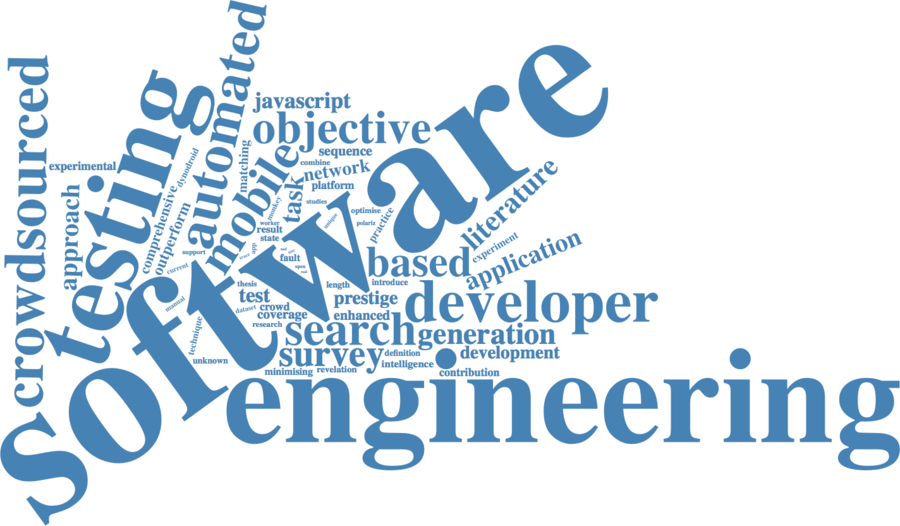 Software
engineering
testing
crowdsourced
automated
mobile
developer
objective
search
survey
based
application
literature
javascript
sequence
combine
network
platform
task
matching
experimental
approach
comprehensive
dynodroid
outperform
support
current
manual
technique
unknown
monkey
worker
result
state
app
studies
unique
optimise
polariz
practice
fault
open
thesis
test
dataset
crowd
coverage
research
length
introduce
prestige
enhanced
experiment
generation
definition
development
intelligence
contribution
minimising
revelation